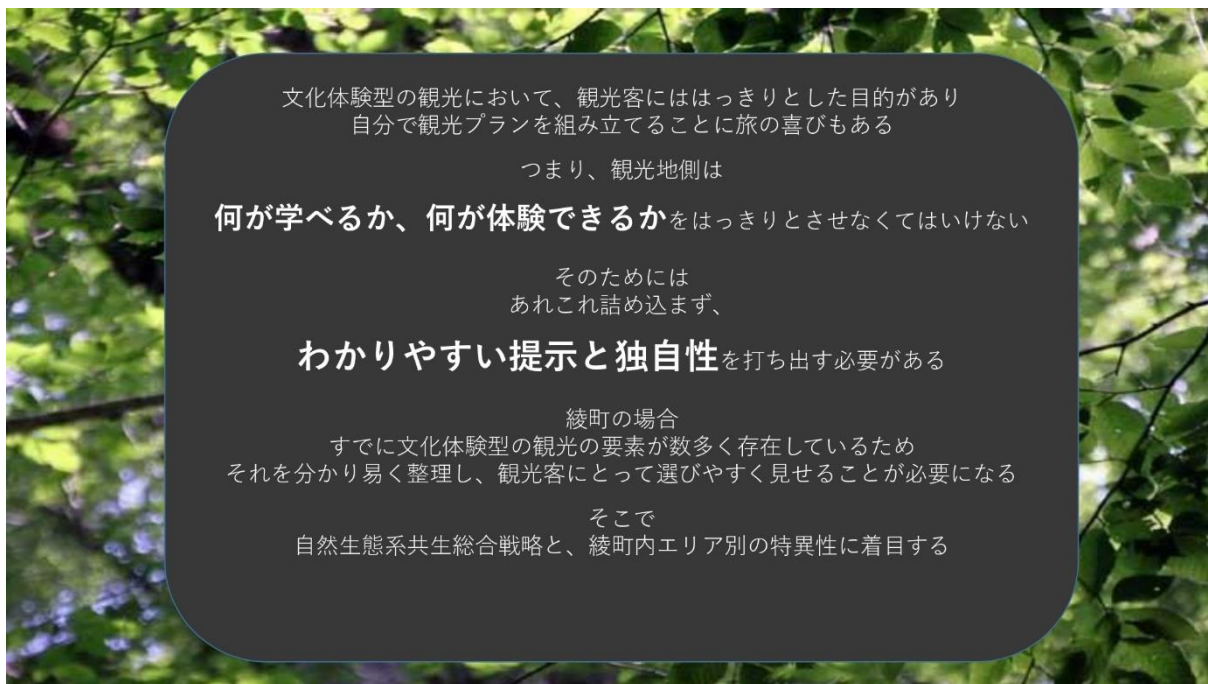 文化体験型の観光において、観光客にははっきりとした目的があり
自分で観光プランを組み立てることに旅の喜びもある
つまり、観光地側は
何が学べるか、何が体験できるかをはっきりとさせなくてはいけない
そのためには
あれこれ詰め込まず、
わかりやすい提示と独自性を打ち出す必要がある
綾町の場合
すでに文化体験型の観光の要素が数多く存在しているため
それを分かり易く整理し、観光客にとって選びやすく見せることが必要になる
そこで
自然生態系共生総合戦略と、綾町内エリア別の特異性に着目する